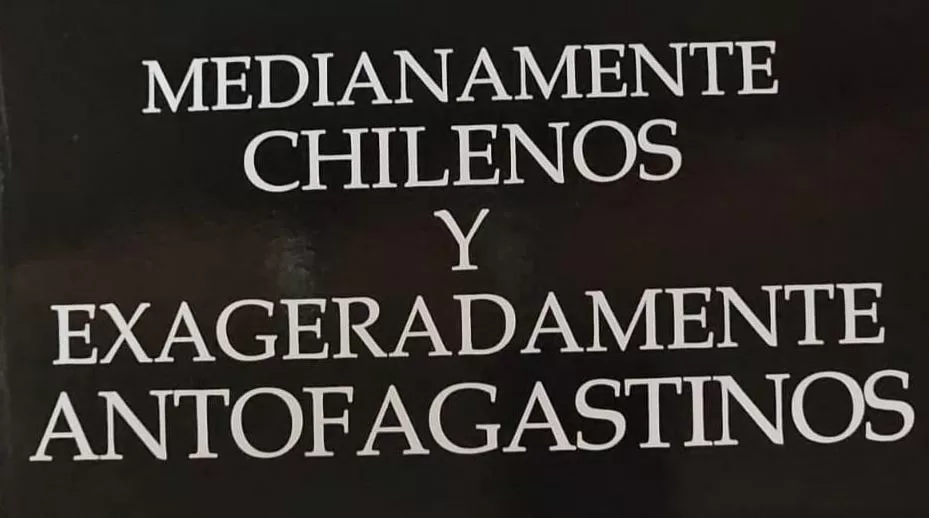 MEDIANAMENTE
CHILENOS
Y
EXAGERADAMENTE
ANTOFAGASTINOS